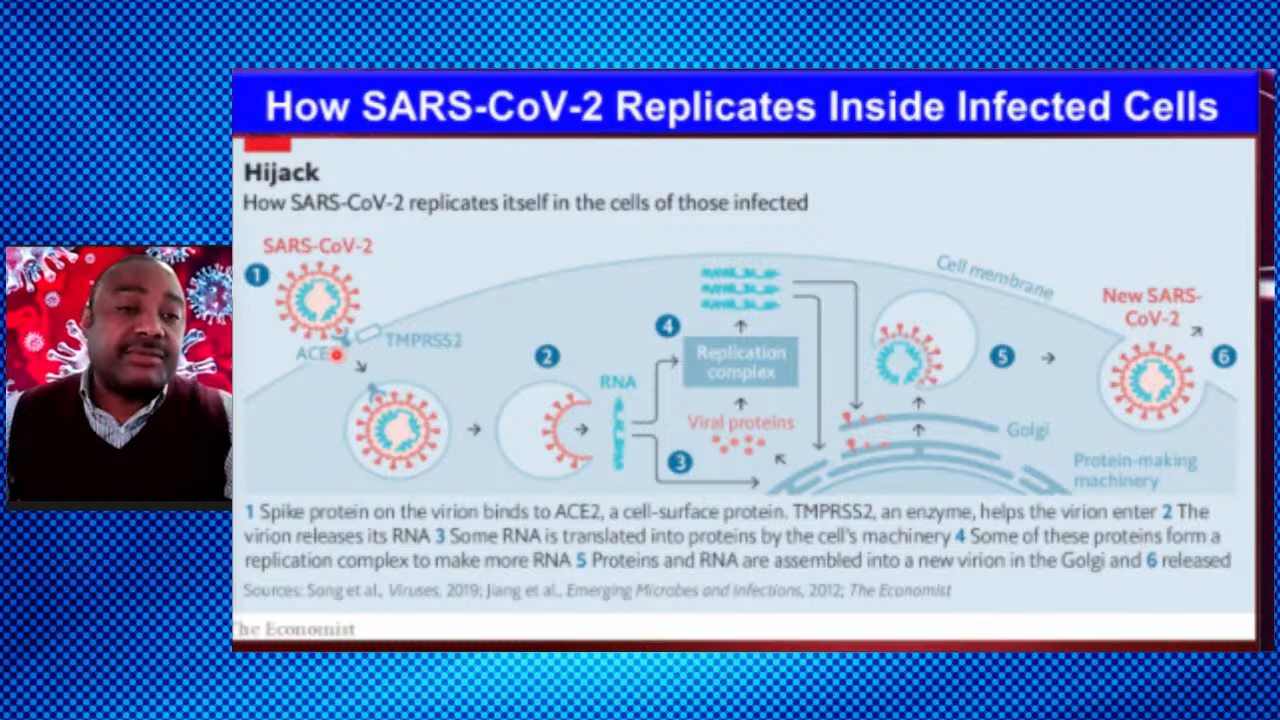 How SARS-CoV-2 Replicates Inside Infected Cells
Hijack
How SARS-CoV-2 replicates itself in the cells of those infected
SARS-CoV-2
1
TMPRSS2
ACE
2
RNA
3
4
Replication
complex
Viral proteins
Cell membrane
Golgi
Protein-making
machinery
5
New SARS-
CoV-2
6
1 Spike protein on the virion binds to ACE2, a cell-surface protein. TMPRSS2, an enzyme, helps the virion enter 2 The
virion releases its RNA 3 Some RNA is translated into proteins by the cell's machinery 4 Some of these proteins form a
replication complex to make more RNA 5 Proteins and RNA are assembled into a new virion in the Golgi and 6 released
Sources: Song et al., Viruses, 2019; Jiang et al., Emerging Microbes and Infections, 2012; The Economist
The Economist